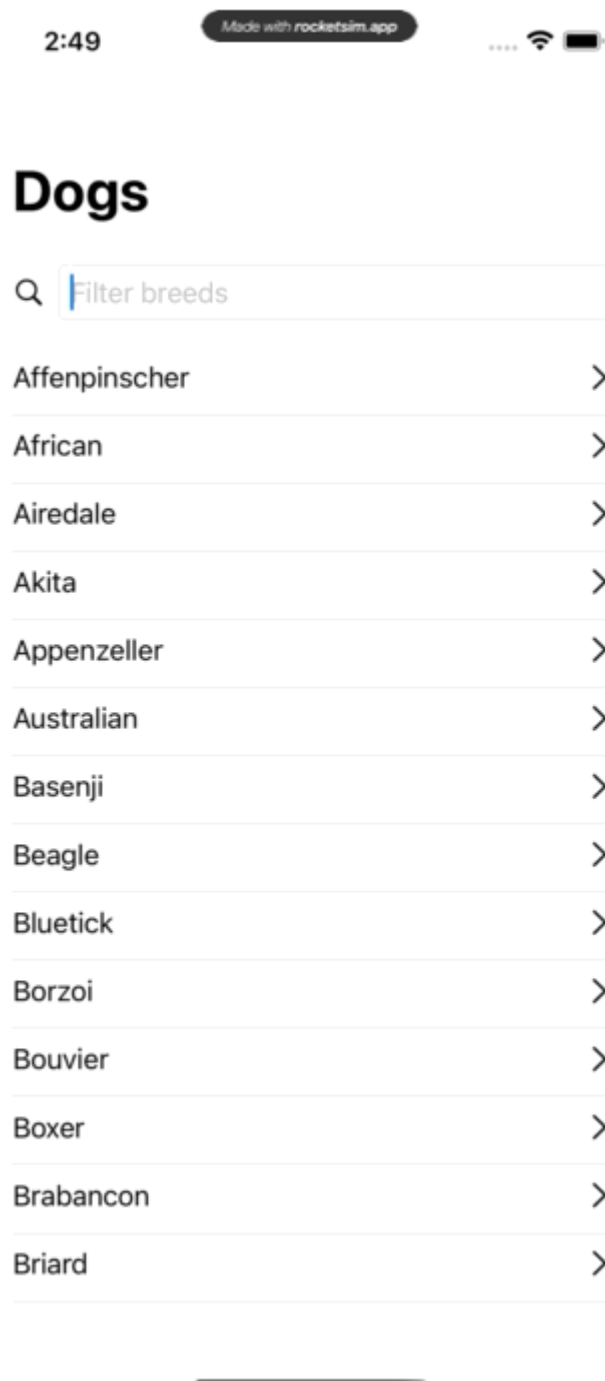 2:49
Made with rocketsim.app
Dogs
Filter breeds
Affenpinscher
African
Airedale
Akita
Appenzeller
Australian
Basenji
Beagle
Bluetick
Borzoi
Bouvier
Boxer
Brabancon
Briard